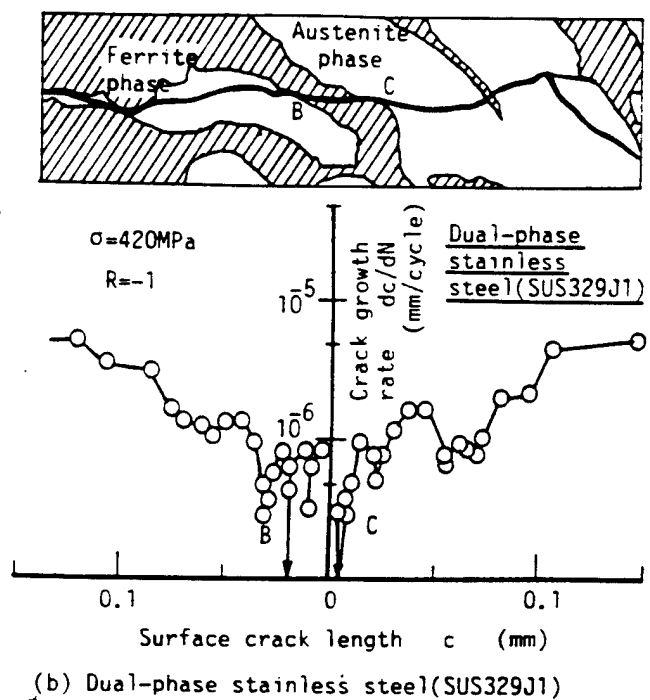 Ferrite
phase
Austenite
phase
B
C
σ=420MPa
R=-1
Crack growth
rate dc/dN
(mm/cycle)
Dual-phase
stainless
steel(SUS329J1)
10-5
10-6
B
C
0.1 0 0.1
Surface crack length c (mm)
(b) Dual-phase stainless steel(SUS329J1)